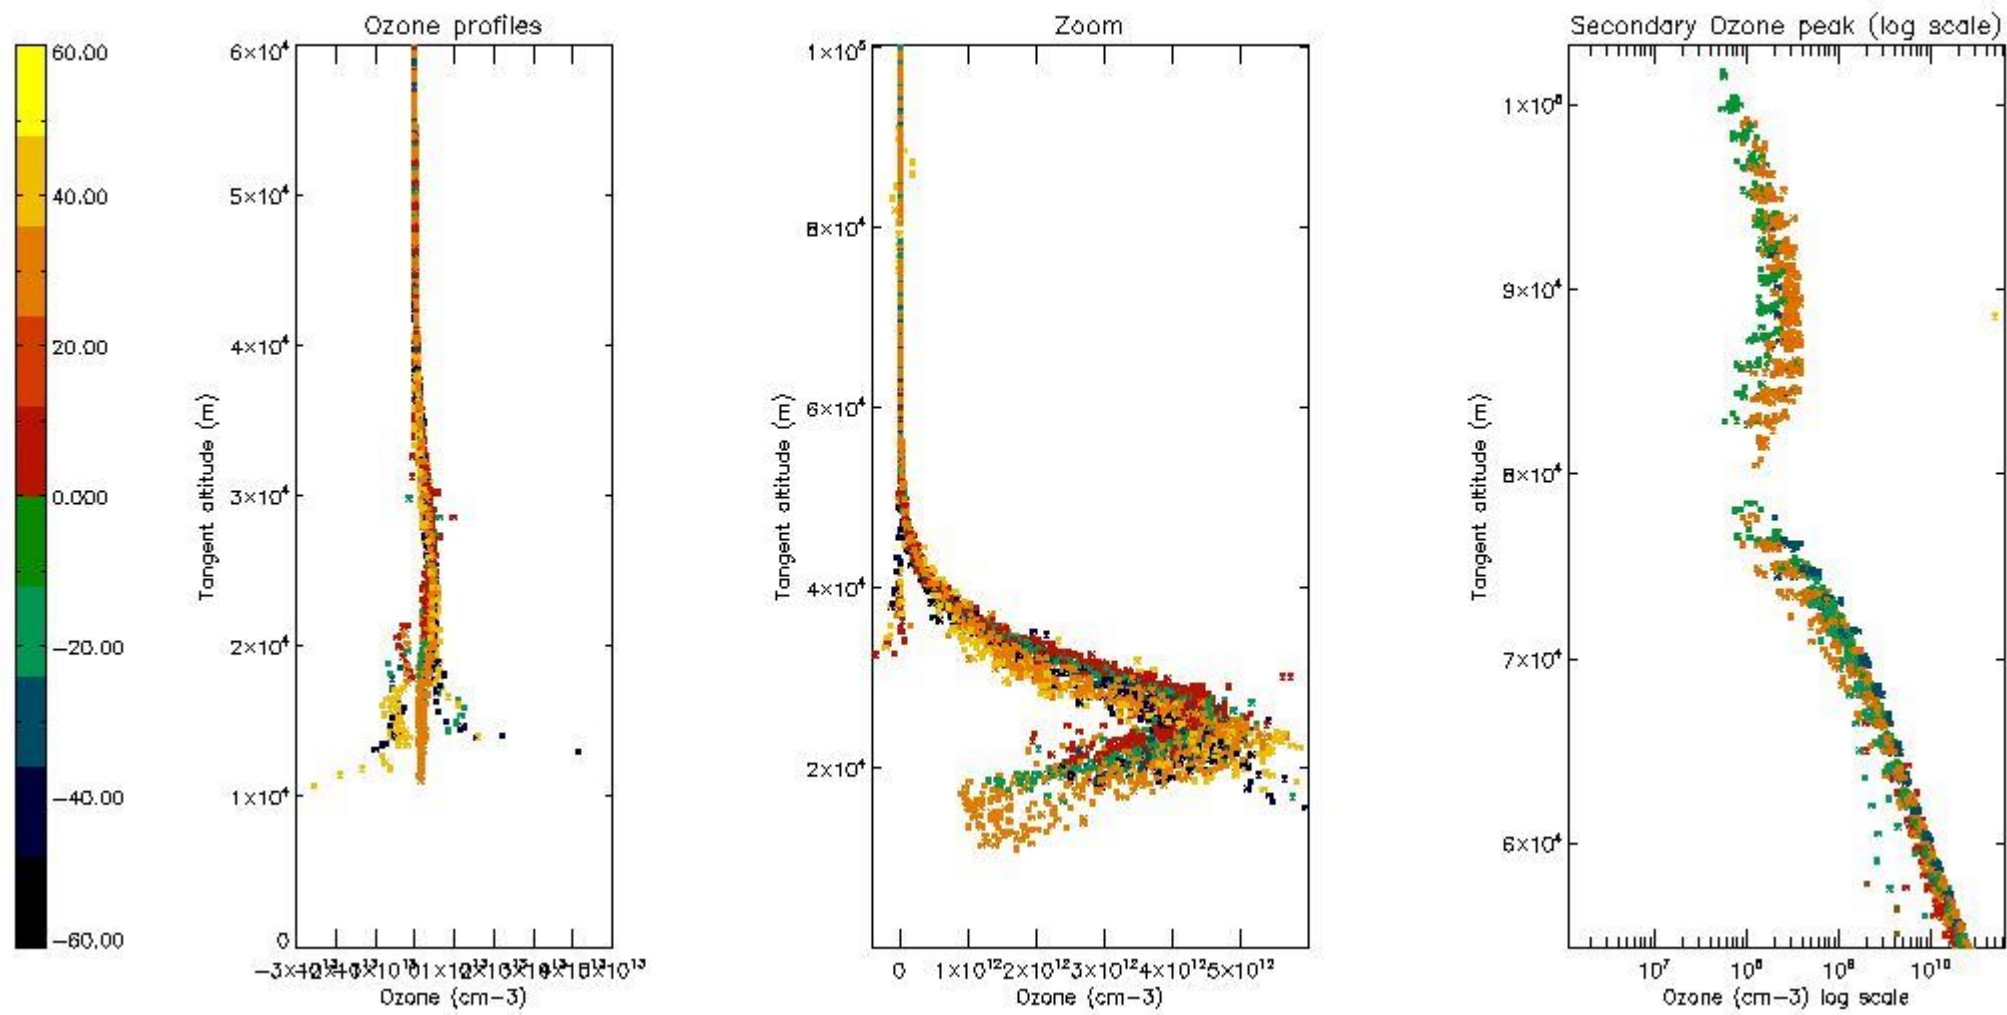 Ozone profiles
Zoom
Secondary Ozone peak (log scale)
60.00
40.00
20.00
0.00
−20.00
−40.00
−60.00
6×10⁴
5×10⁴
4×10⁴
3×10⁴
2×10⁴
1×10⁴
0
Tangent altitude (m)
Ozone (cm−3)
1×10⁵
8×10⁴
6×10⁴
4×10⁴
2×10⁴
Tangent altitude (m)
0 1×10¹² 2×10¹² 3×10¹² 4×10¹² 5×10¹²
Ozone (cm−3)
9×10⁴
8×10⁴
7×10⁴
6×10⁴
Tangent altitude (m)
10⁷ 10⁸ 10⁹ 10¹⁰
Ozone (cm−3) log scale